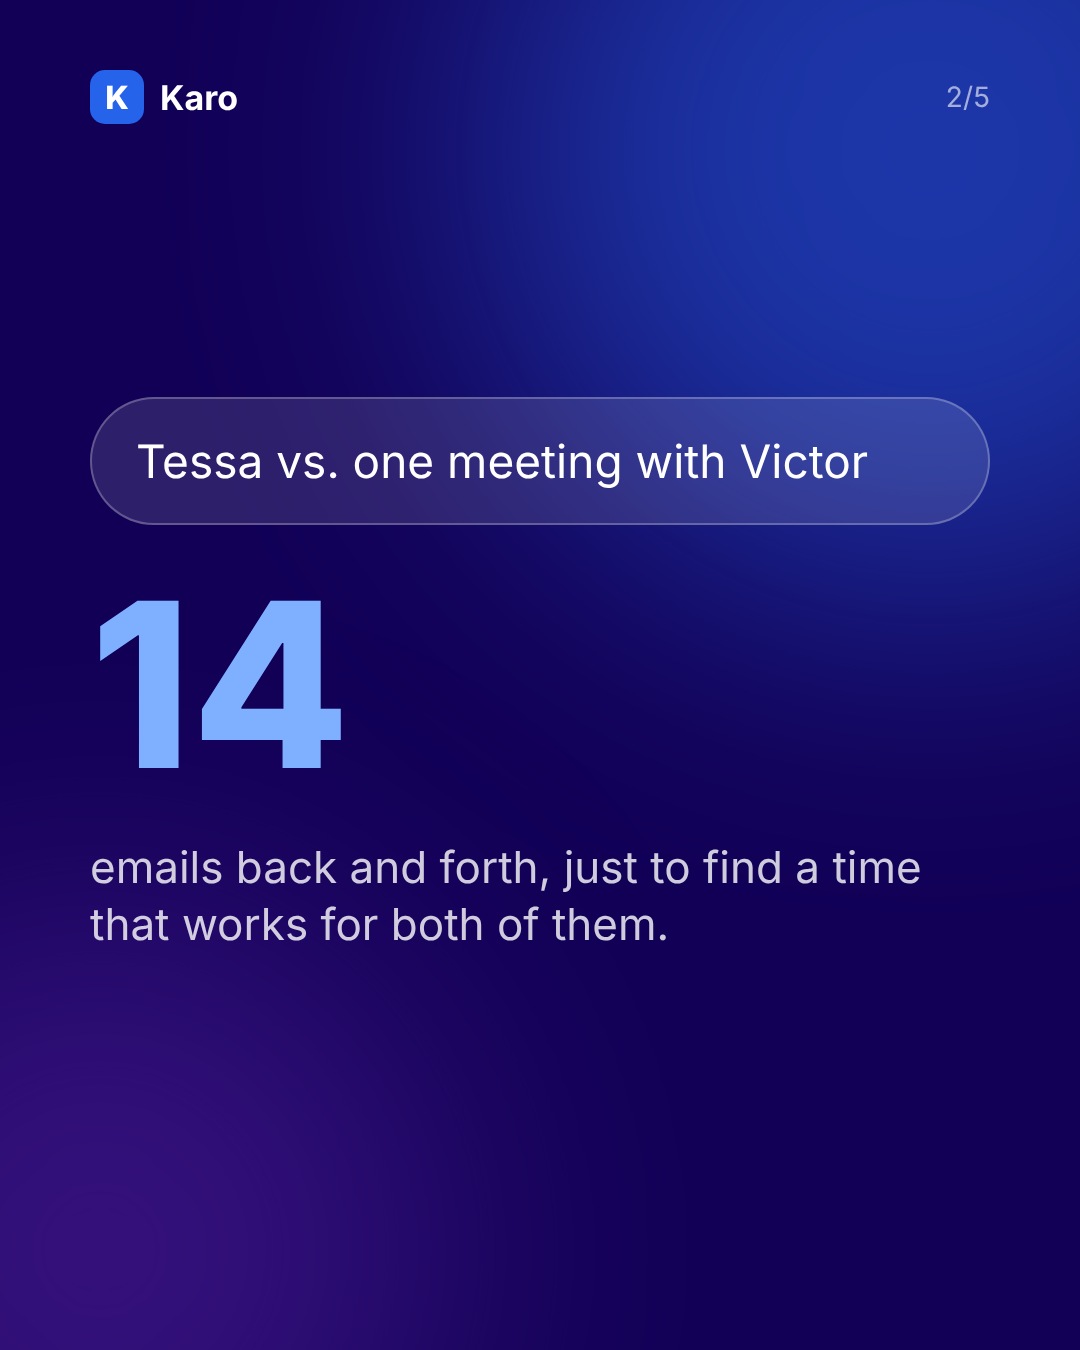 K Karo
2/5
Tessa vs. one meeting with Victor
14
emails back and forth, just to find a time
that works for both of them.